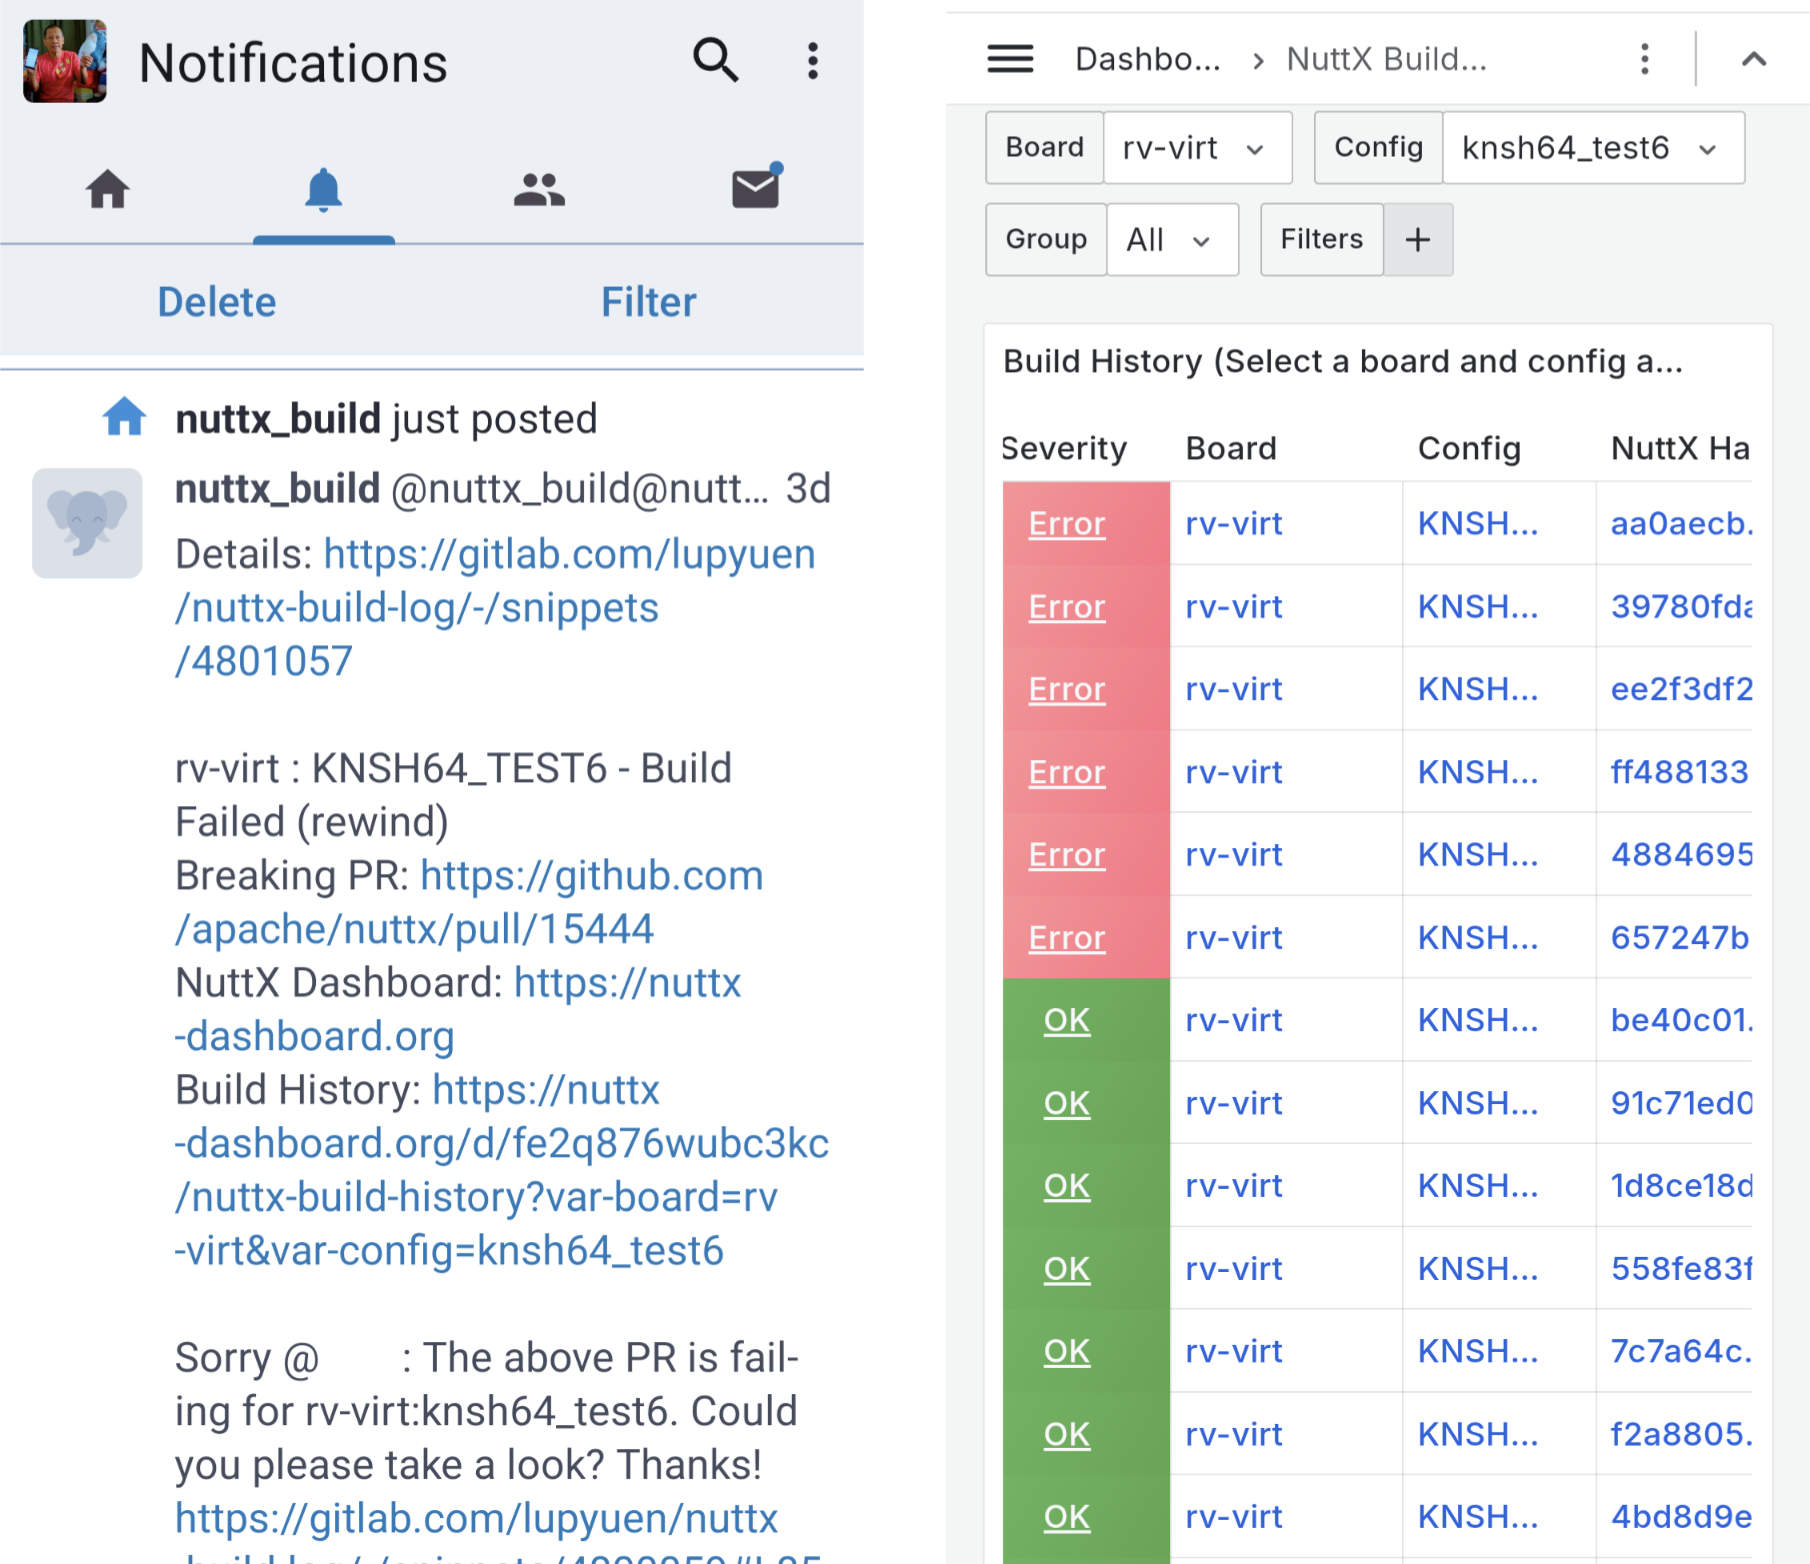 Notifications
Delete
Filter
nuttx_build just posted
nuttx_build @nuttx_build@nutt... 3d
Details: https://gitlab.com/lupyuen
/nuttx-build-log/-/snippets
/4801057
rv-virt : KNSH64_TEST6 - Build
Failed (rewind)
Breaking PR: https://github.com
/apache/nuttx/pull/15444
NuttX Dashboard: https://nuttx
-dashboard.org
Build History: https://nuttx
-dashboard.org/d/fe2q876wubc3kc
/nuttx-build-history?var-board=rv
-virt&var-config=knsh64_test6
Sorry @ : The above PR is fail-
ing for rv-virt:knsh64_test6. Could
you please take a look? Thanks!
https://gitlab.com/lupyuen/nuttx
Dashbo... › NuttX Build...
Board rv-virt Config knsh64_test6
Group All Filters +
Build History (Select a board and config a...
Severity Board Config NuttX Ha
Error rv-virt KNSH... aa0aecb.
Error rv-virt KNSH... 39780fda
Error rv-virt KNSH... ee2f3df2
Error rv-virt KNSH... ff488133
Error rv-virt KNSH... 4884695
Error rv-virt KNSH... 657247b
OK rv-virt KNSH... be40c01.
OK rv-virt KNSH... 91c71ed0
OK rv-virt KNSH... 1d8ce18d
OK rv-virt KNSH... 558fe83f
OK rv-virt KNSH... 7c7a64c.
OK rv-virt KNSH... f2a8805.
OK rv-virt KNSH... 4bd8d9e